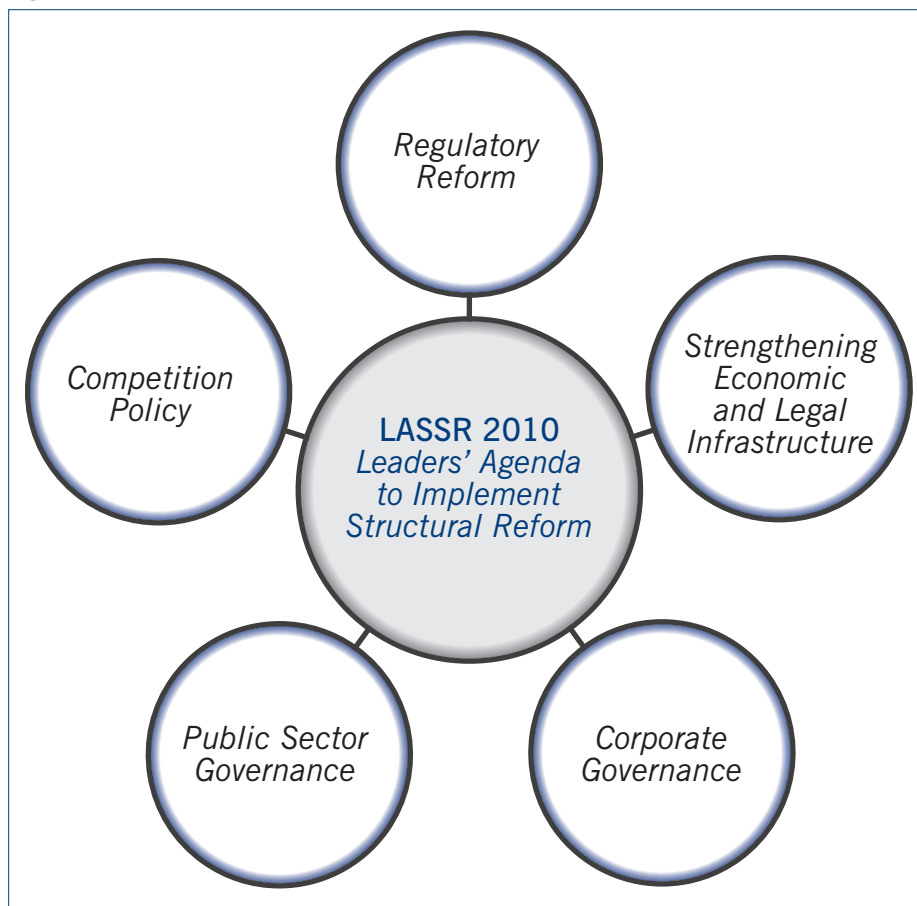 Regulatory
Reform
Competition
Policy
Strengthening
Economic
and Legal
Infrastructure
LASSR 2010
Leaders’ Agenda
to Implement
Structural Reform
Public Sector
Governance
Corporate
Governance